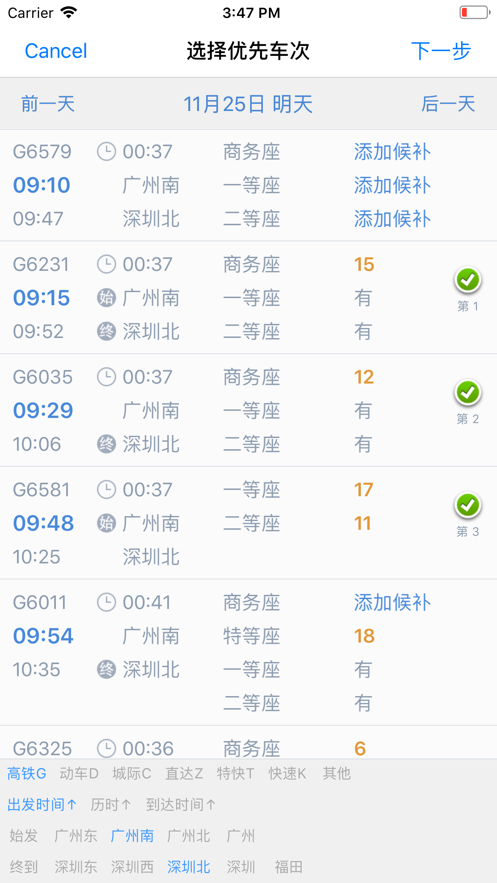 Carrier 3:47 PM
Cancel 选择优先车次 下一步
前一天 11月25日 明天 后一天
G6579 00:37 商务座 添加候补
09:10 广州南 一等座 添加候补
09:47 深圳北 二等座 添加候补
G6231 00:37 商务座 15
09:15 始 广州南 一等座 有 第 1
09:52 终 深圳北 二等座 有
G6035 00:37 商务座 12
09:29 广州南 一等座 有 第 2
10:06 终 深圳北 二等座 有
G6581 00:37 一等座 17
09:48 始 广州南 二等座 11 第 3
10:25 深圳北
G6011 00:41 商务座 添加候补
09:54 广州南 特等座 18
10:35 终 深圳北 一等座 有
二等座 有
G6325 00:36 商务座 6
高铁G 动车D 城际C 直达Z 特快T 快速K 其他
出发时间↑ 历时↑ 到达时间↑
始发 广州东 广州南 广州北 广州
终到 深圳东 深圳西 深圳北 深圳 福田